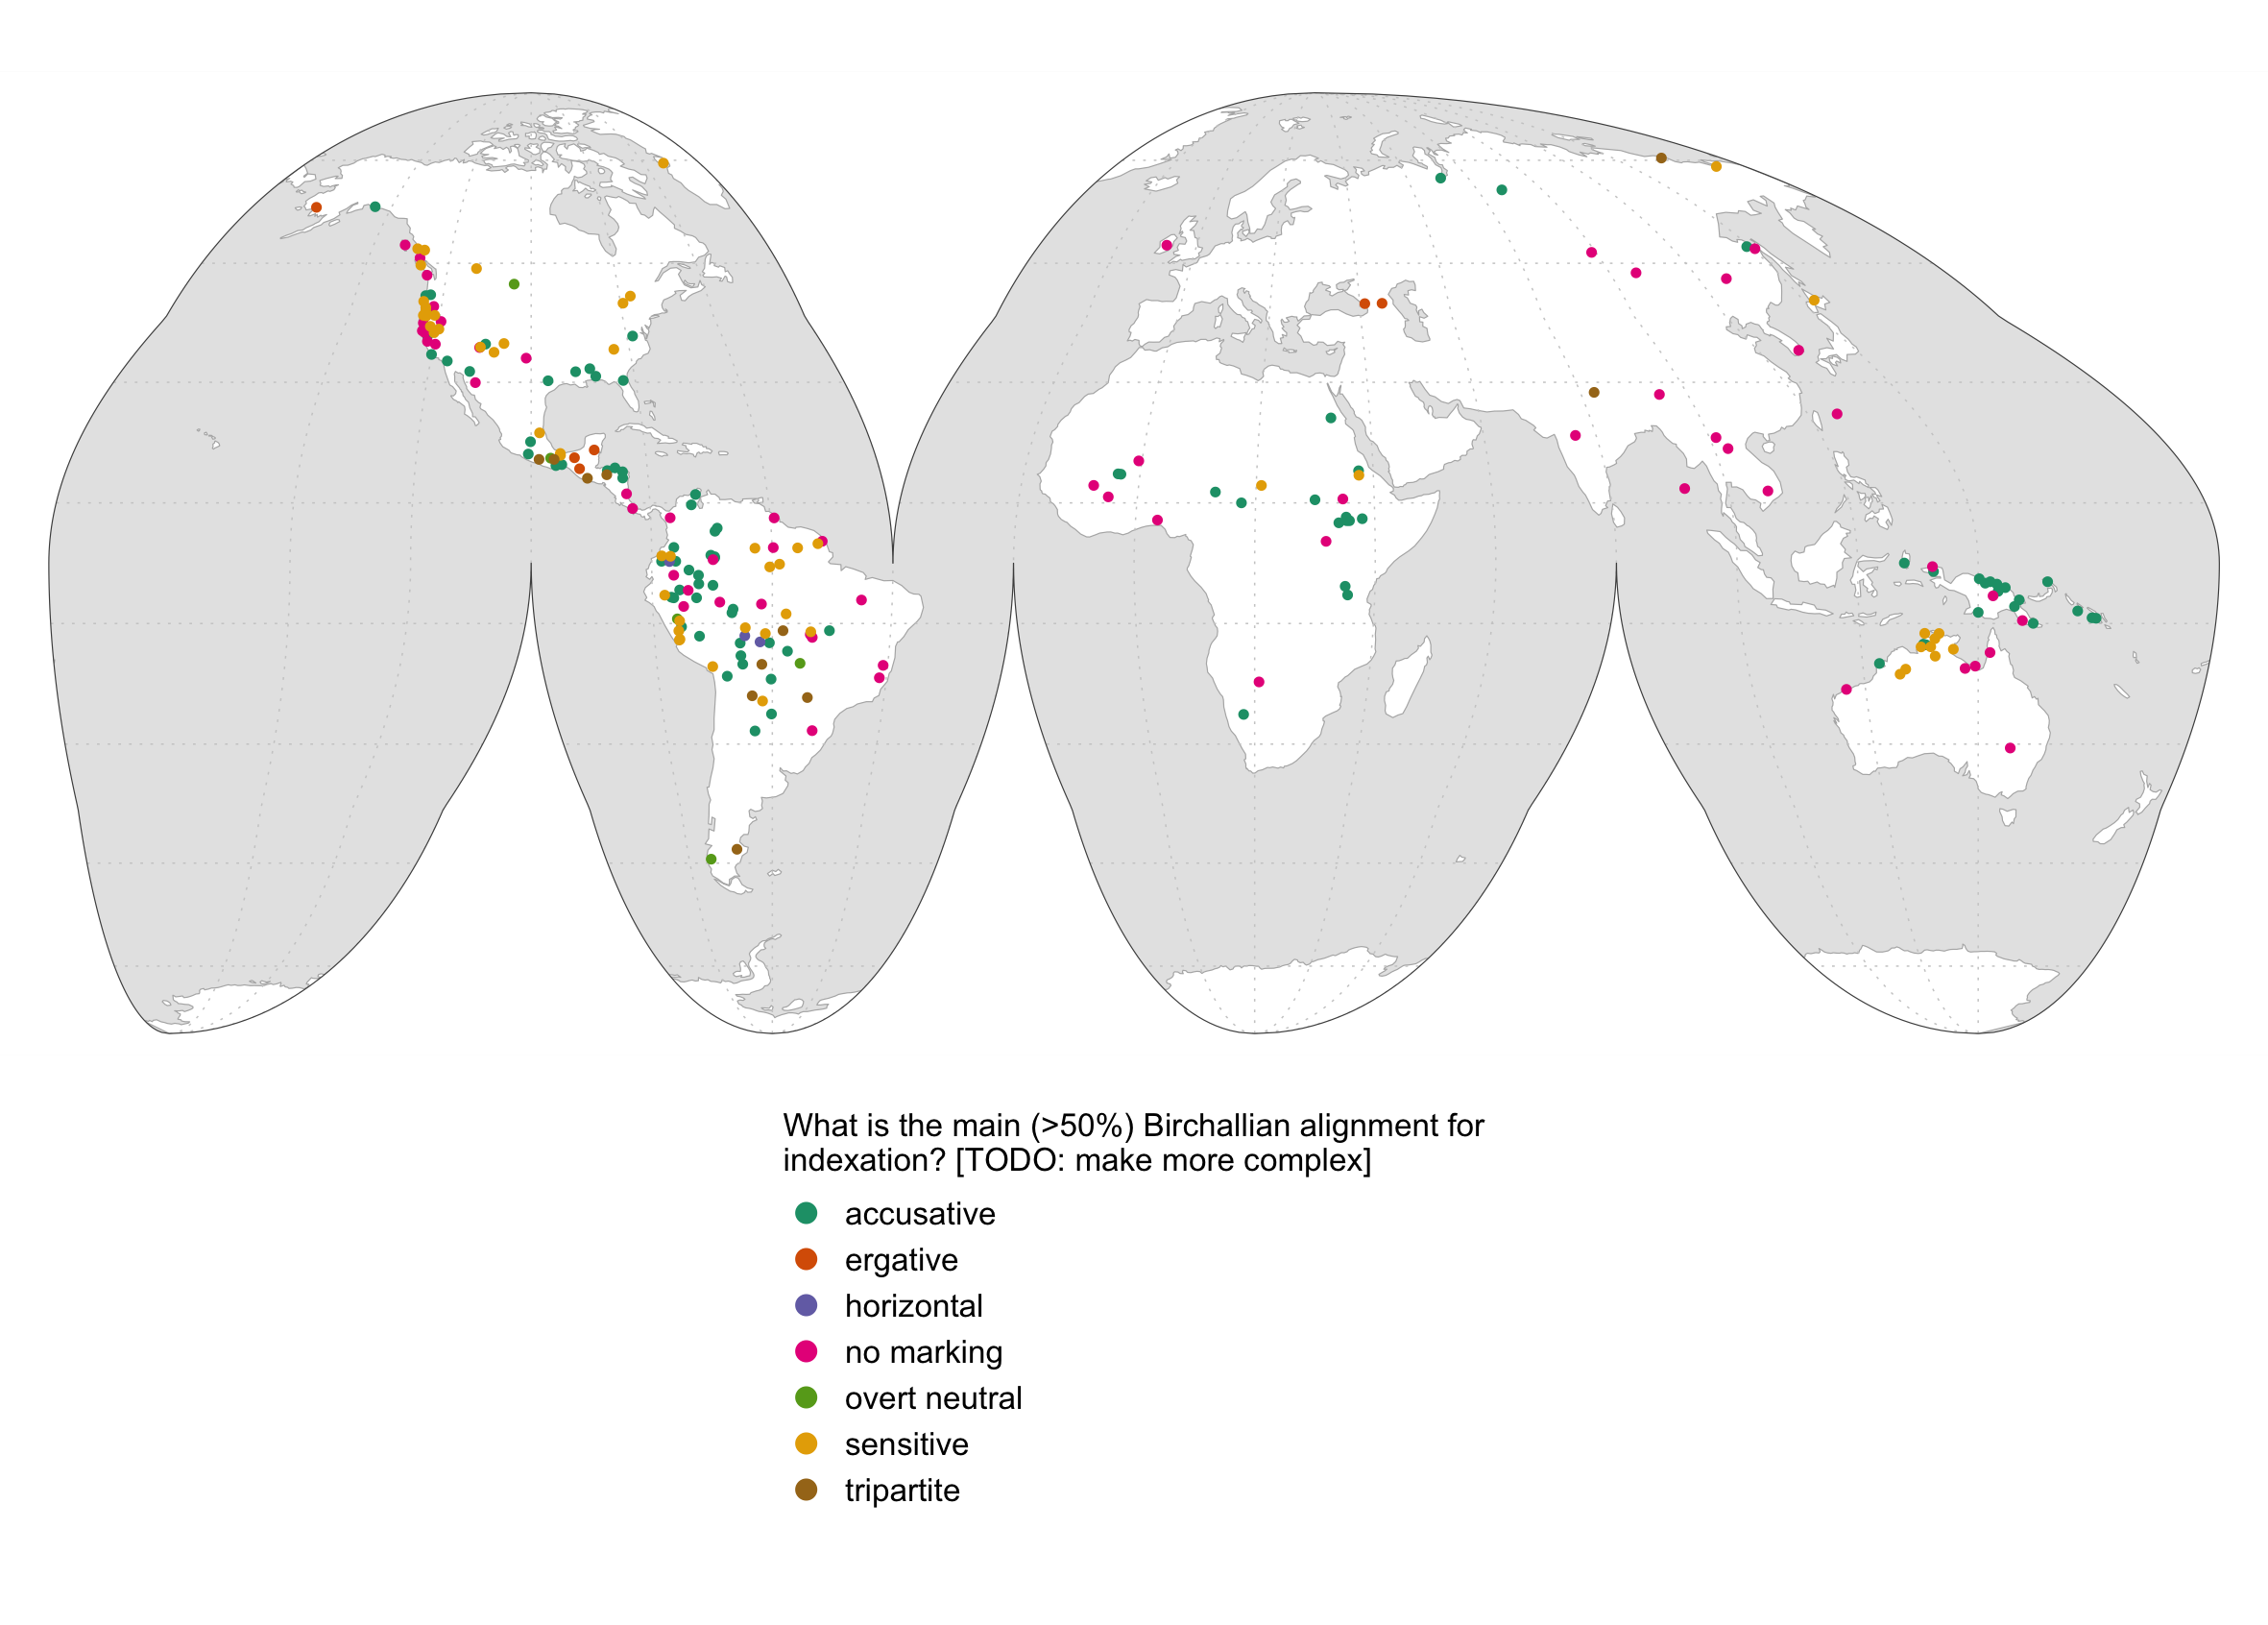 What is the main (>50%) Birchallian alignment for
indexation? [TODO: make more complex]
accusative
ergative
horizontal
no marking
overt neutral
sensitive
tripartite